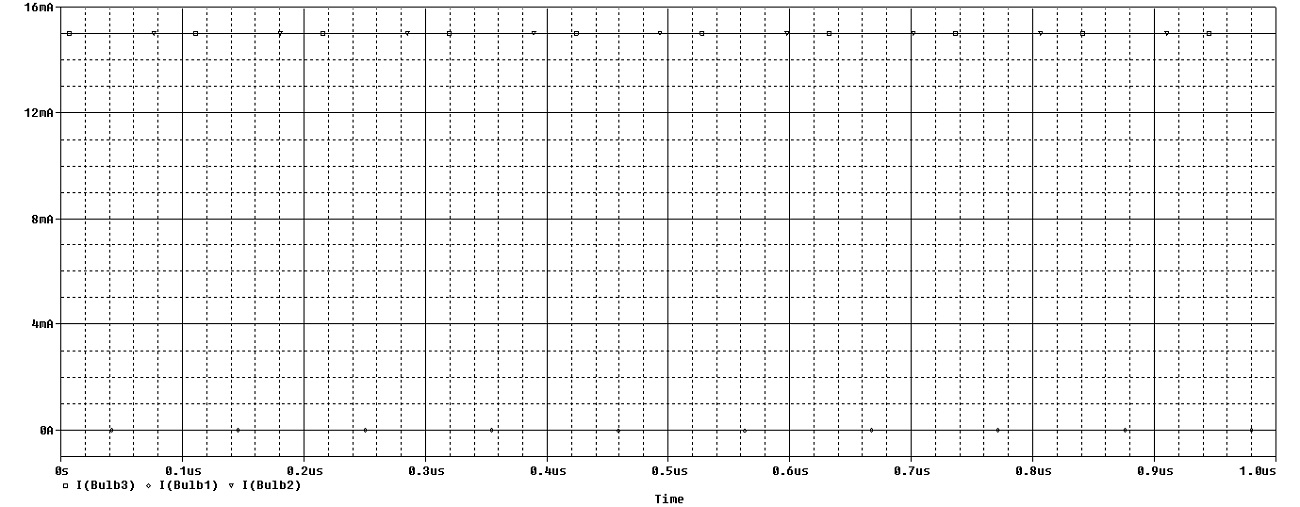 16mA
12mA
8mA
4mA
0A
0s 0.1us 0.2us 0.3us 0.4us 0.5us 0.6us 0.7us 0.8us 0.9us 1.0us
I(Bulb3) I(Bulb1) I(Bulb2)
Time